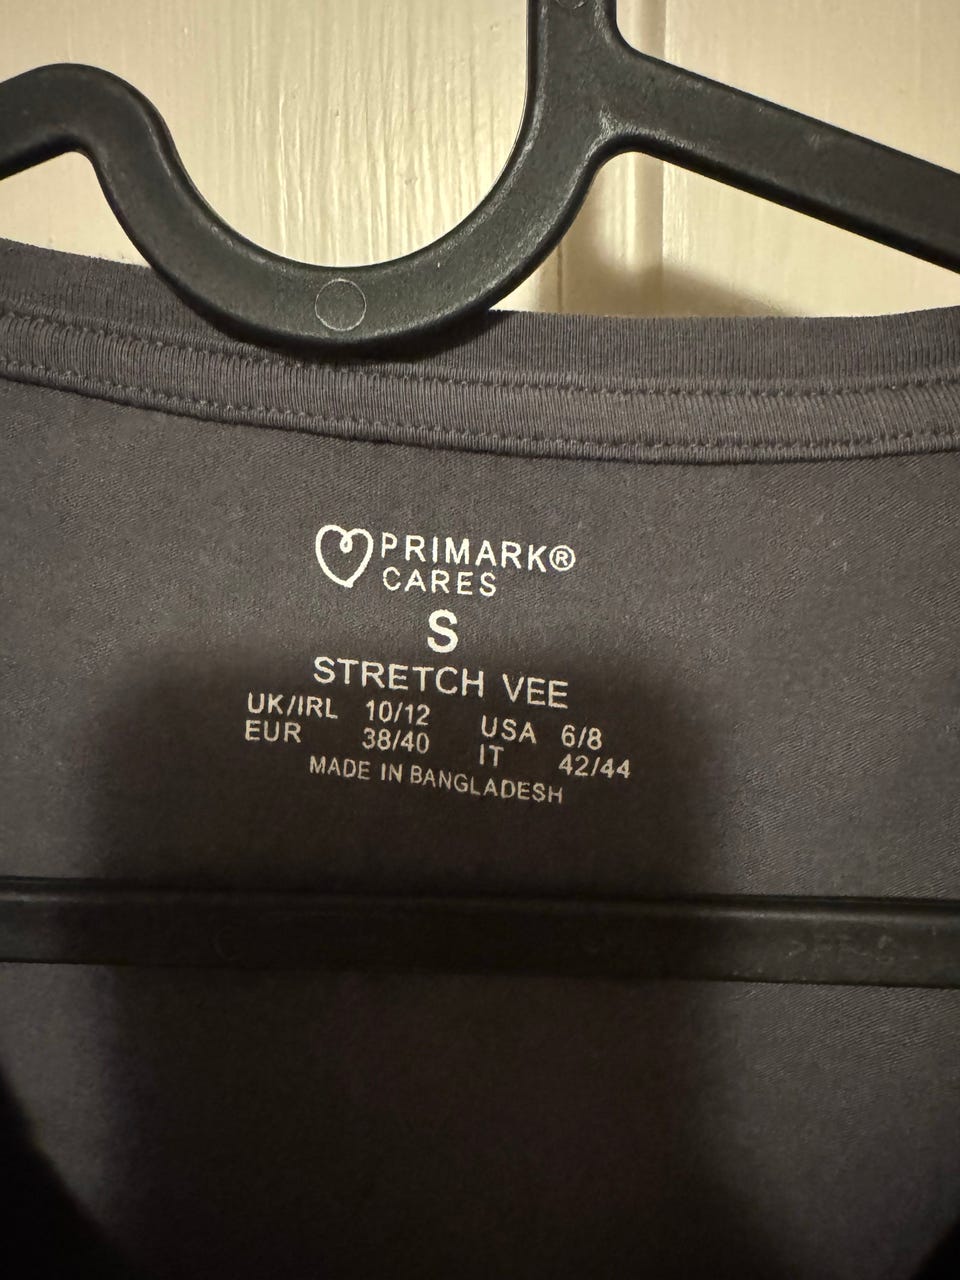 PRIMARK®
CARES
S
STRETCH VEE
UK/IRL 10/12 USA 6/8
EUR 38/40 IT 42/44
MADE IN BANGLADESH